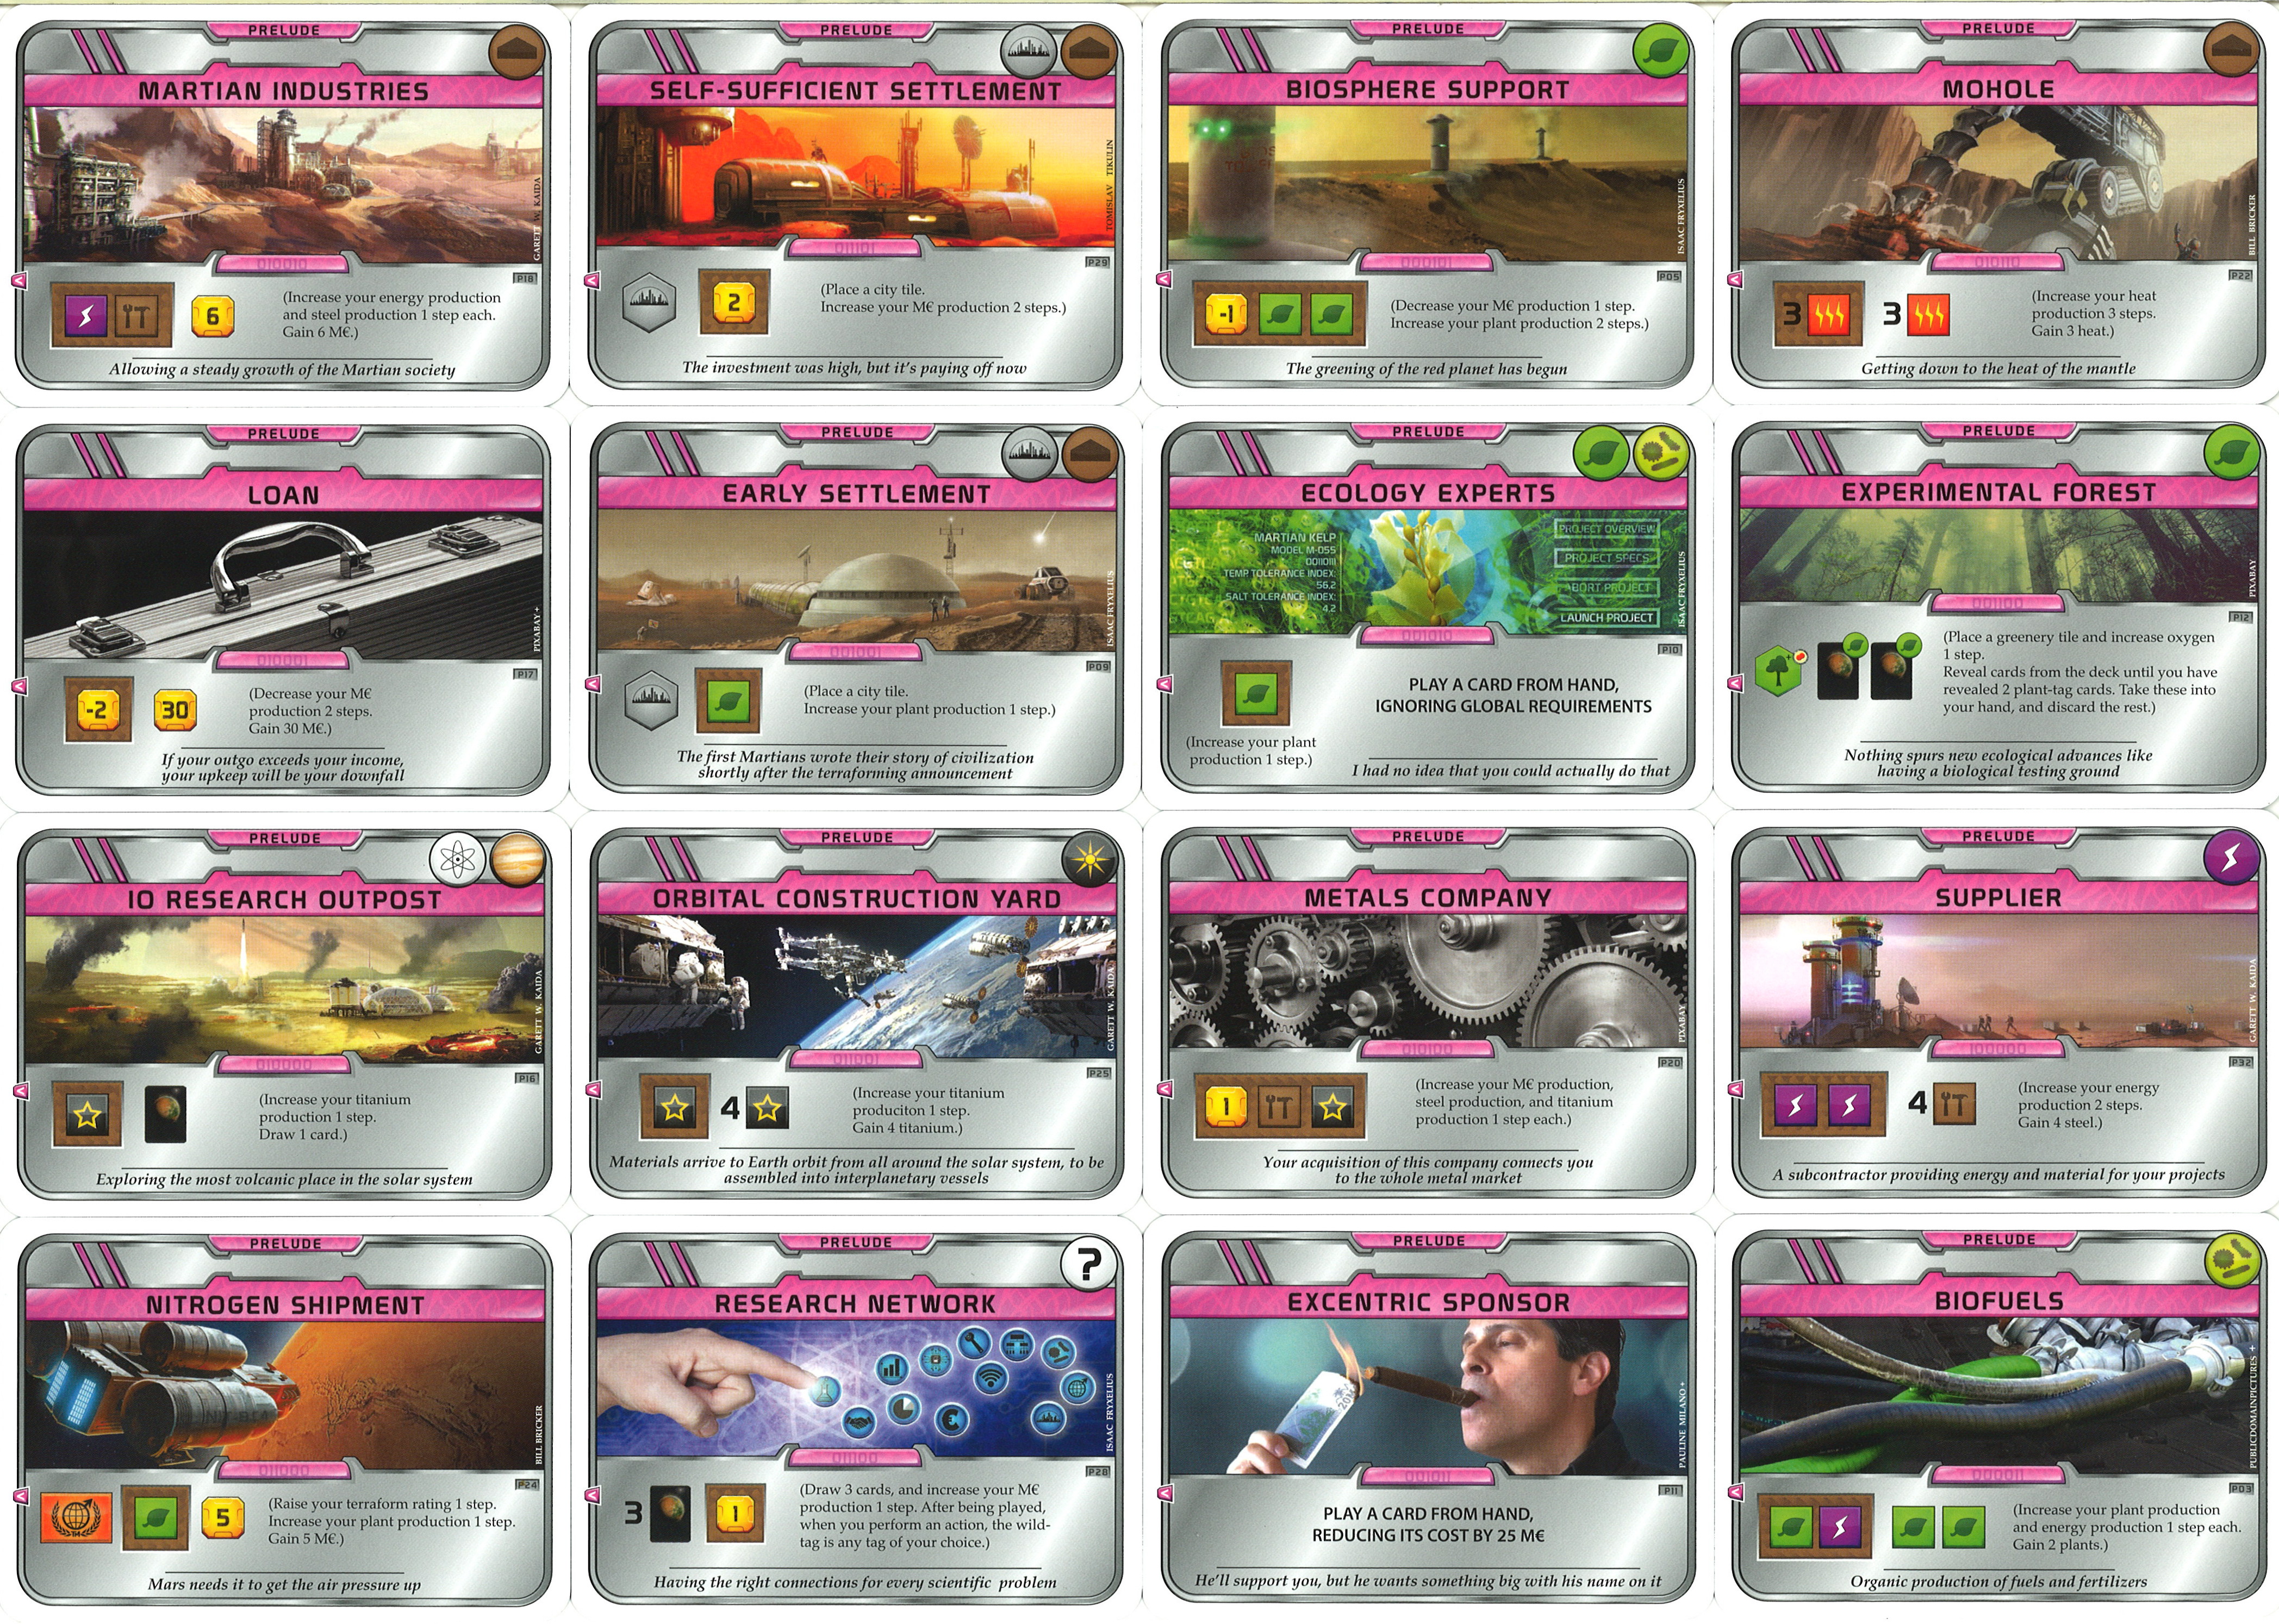 PRELUDE
MARTIAN INDUSTRIES
GARETT W. KAIDA
010010
P18
6
(Increase your energy production
and steel production 1 step each.
Gain 6 M€.)
Allowing a steady growth of the Martian society
PRELUDE
SELF-SUFFICIENT SETTLEMENT
TOMISLAV TIKULIN
011101
P29
2
(Place a city tile.
Increase your M€ production 2 steps.)
The investment was high, but it's paying off now
PRELUDE
BIOSPHERE SUPPORT
ISAAC FRYXELIUS
000101
P05
-1
(Decrease your M€ production 1 step.
Increase your plant production 2 steps.)
The greening of the red planet has begun
PRELUDE
MOHOLE
BILL BRICKER
010110
P22
3
3
(Increase your heat
production 3 steps.
Gain 3 heat.)
Getting down to the heat of the mantle
PRELUDE
LOAN
PIXABAY +
010001
P17
-2
30
(Decrease your M€
production 2 steps.
Gain 30 M€.)
If your outgo exceeds your income,
your upkeep will be your downfall
PRELUDE
EARLY SETTLEMENT
ISAAC FRYXELIUS
001001
P09
(Place a city tile.
Increase your plant production 1 step.)
The first Martians wrote their story of civilization
shortly after the terraforming announcement
PRELUDE
ECOLOGY EXPERTS
MARTIAN KELP
MODEL M-055
00110111
TEMP TOLERANCE INDEX:
56.2
SALT TOLERANCE INDEX:
4.2
PROJECT OVERVIEW
PROJECT SPECS
ABORT PROJECT
LAUNCH PROJECT
ISAAC FRYXELIUS
001010
P10
PLAY A CARD FROM HAND,
IGNORING GLOBAL REQUIREMENTS
(Increase your plant
production 1 step.)
I had no idea that you could actually do that
PRELUDE
EXPERIMENTAL FOREST
PIXABAY
001100
P12
(Place a greenery tile and increase oxygen
1 step.
Reveal cards from the deck until you have
revealed 2 plant-tag cards. Take these into
your hand, and discard the rest.)
Nothing spurs new ecological advances like
having a biological testing ground
PRELUDE
IO RESEARCH OUTPOST
GARETT W. KAIDA
010000
P16
(Increase your titanium
production 1 step.
Draw 1 card.)
Exploring the most volcanic place in the solar system
PRELUDE
ORBITAL CONSTRUCTION YARD
GARETT W. KAIDA
011001
P25
4
(Increase your titanium
produciton 1 step.
Gain 4 titanium.)
Materials arrive to Earth orbit from all around the solar system, to be
assembled into interplanetary vessels
PRELUDE
METALS COMPANY
PIXABAY
010100
P20
1
(Increase your M€ production,
steel production, and titanium
production 1 step each.)
Your acquisition of this company connects you
to the whole metal market
PRELUDE
SUPPLIER
GARETT W. KAIDA
100000
P32
4
(Increase your energy
production 2 steps.
Gain 4 steel.)
A subcontractor providing energy and material for your projects
PRELUDE
NITROGEN SHIPMENT
BILL BRICKER
011000
P24
5
(Raise your terraform rating 1 step.
Increase your plant production 1 step.
Gain 5 M€.)
Mars needs it to get the air pressure up
PRELUDE
?
RESEARCH NETWORK
ISAAC FRYXELIUS
011100
P28
3
1
(Draw 3 cards, and increase your M€
production 1 step. After being played,
when you perform an action, the wild-
tag is any tag of your choice.)
Having the right connections for every scientific problem
PRELUDE
EXCENTRIC SPONSOR
PAULINE MILANO +
001011
P11
PLAY A CARD FROM HAND,
REDUCING ITS COST BY 25 M€
He'll support you, but he wants something big with his name on it
PRELUDE
BIOFUELS
PUBLICDOMAINPICTURES +
000011
P03
(Increase your plant production
and energy production 1 step each.
Gain 2 plants.)
Organic production of fuels and fertilizers